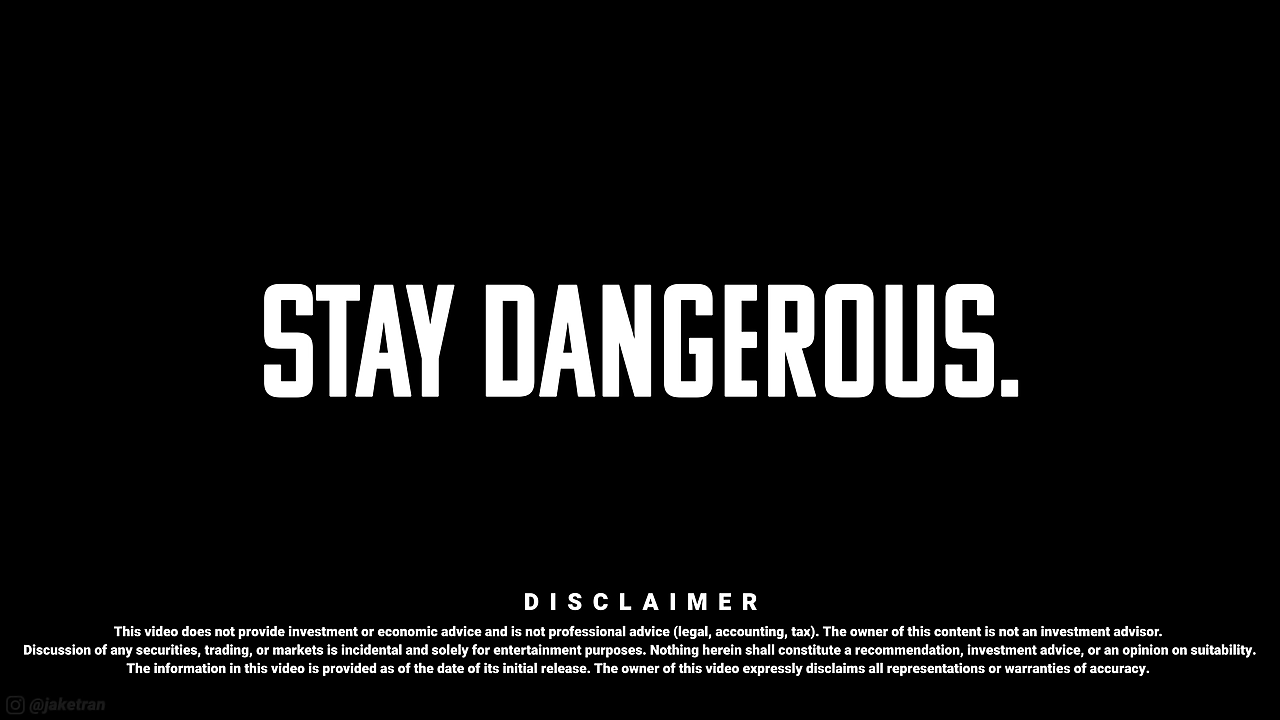 STAY DANGEROUS.
DISCLAIMER
This video does not provide investment or economic advice and is not professional advice (legal, accounting, tax). The owner of this content is not an investment advisor.
Discussion of any securities, trading, or markets is incidental and solely for entertainment purposes. Nothing herein shall constitute a recommendation, investment advice, or an opinion on suitability.
The information in this video is provided as of the date of its initial release. The owner of this video expressly disclaims all representations or warranties of accuracy.
@jaketran